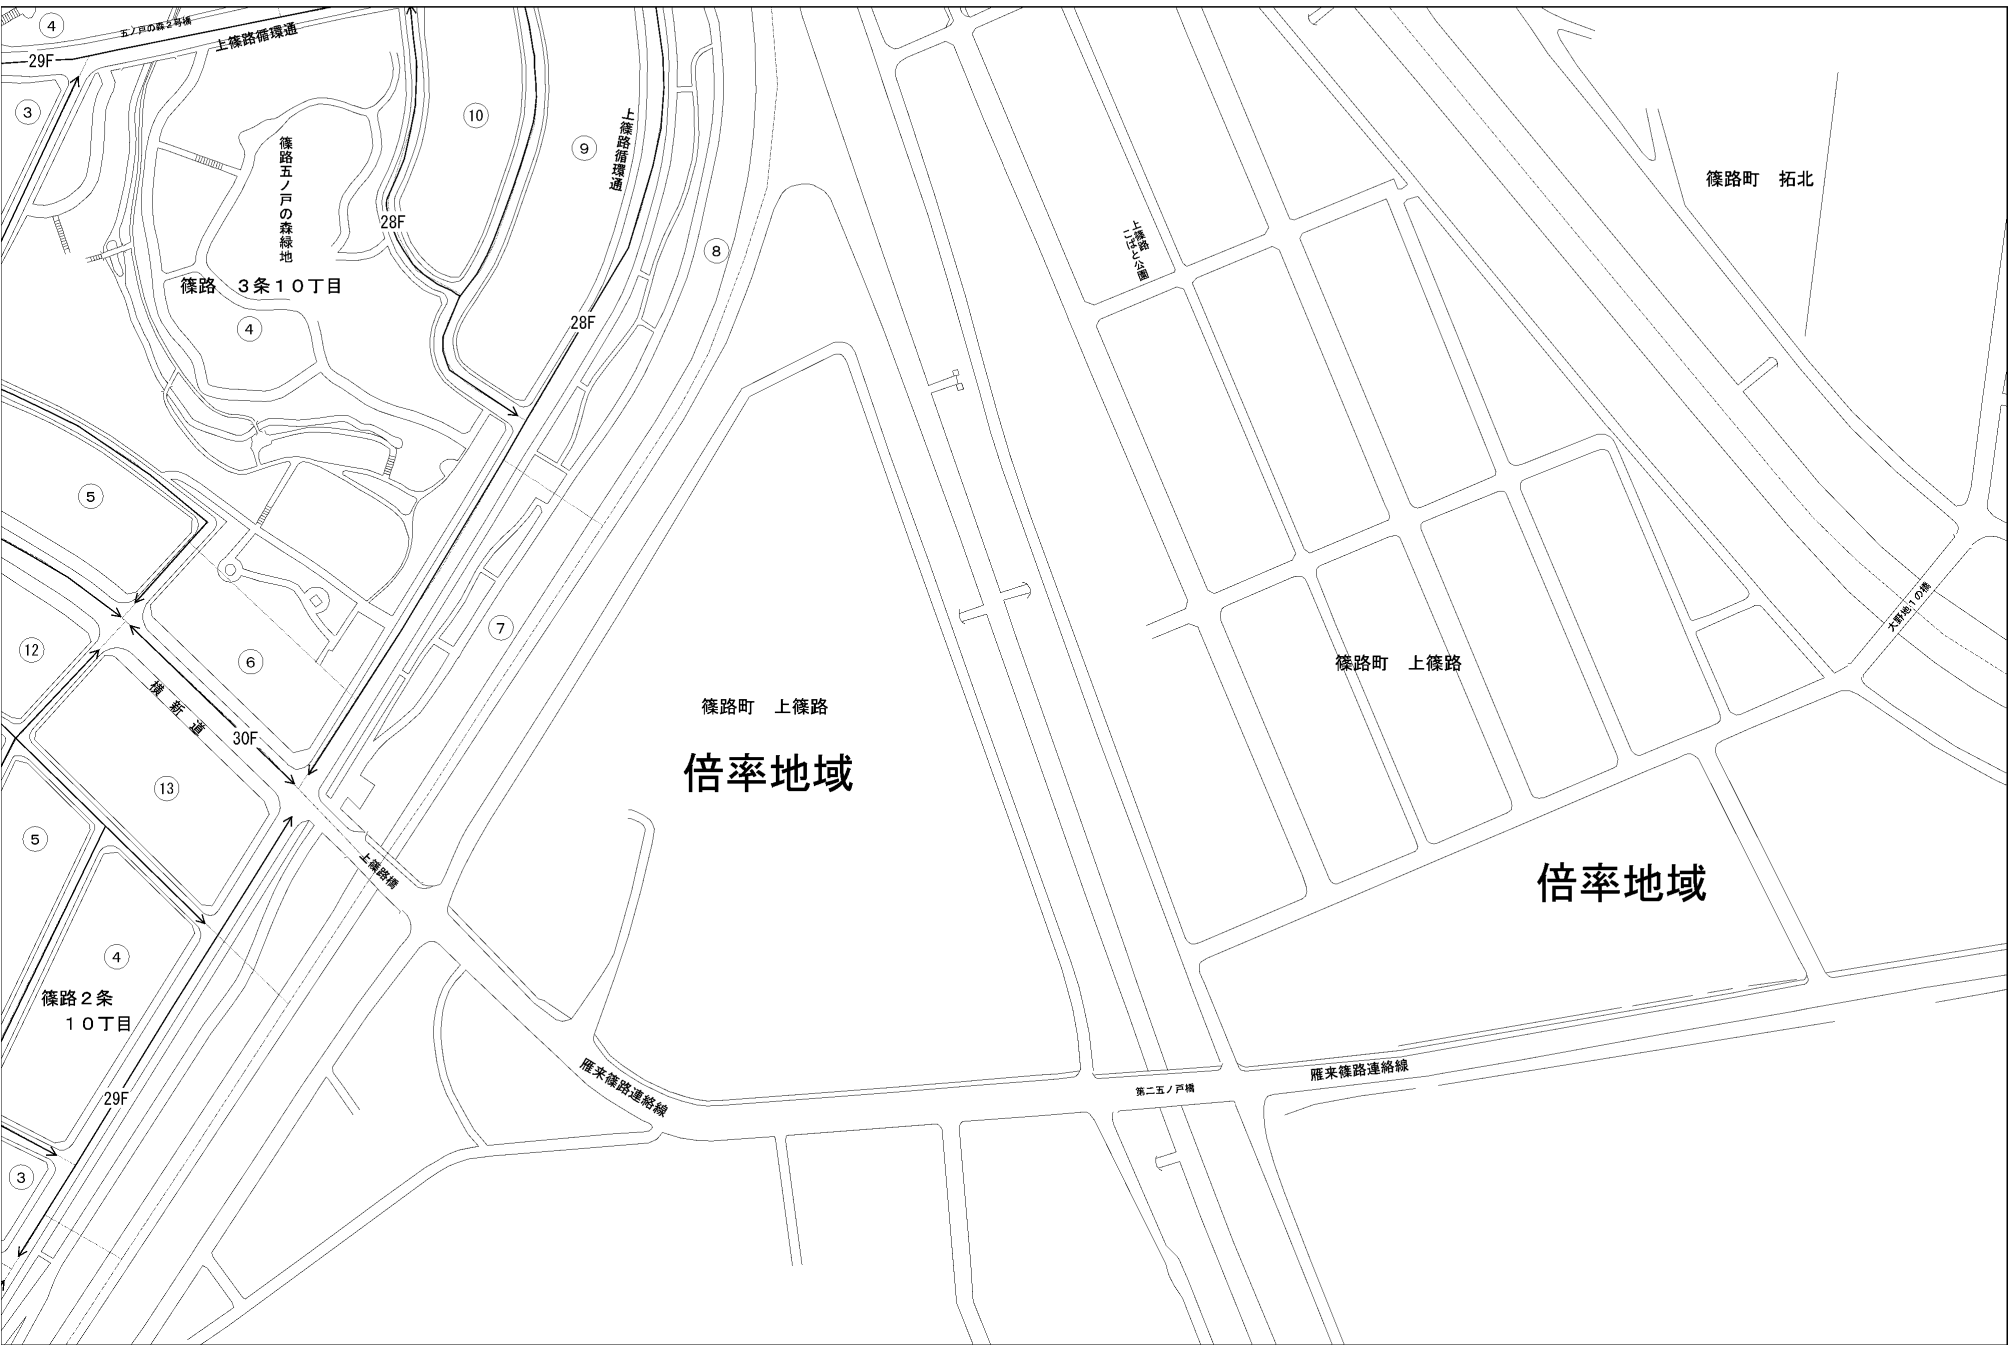 ④
五ノ戸の森2号橋
上篠路循環通
29F
③
⑩
⑨
上篠路循環通
篠路五ノ戸の森緑地
篠路町　拓北
28F
⑧
上篠路
こばと公園
篠路　3条10丁目
④
28F
⑤
大野地1の橋
⑦
⑫
⑥
篠路町　上篠路
横新道
篠路町　上篠路
30F
倍率地域
⑬
⑤
上篠路橋
倍率地域
④
篠路2条
10丁目
雁来篠路連絡線
雁来篠路連絡線
第二五ノ戸橋
29F
③